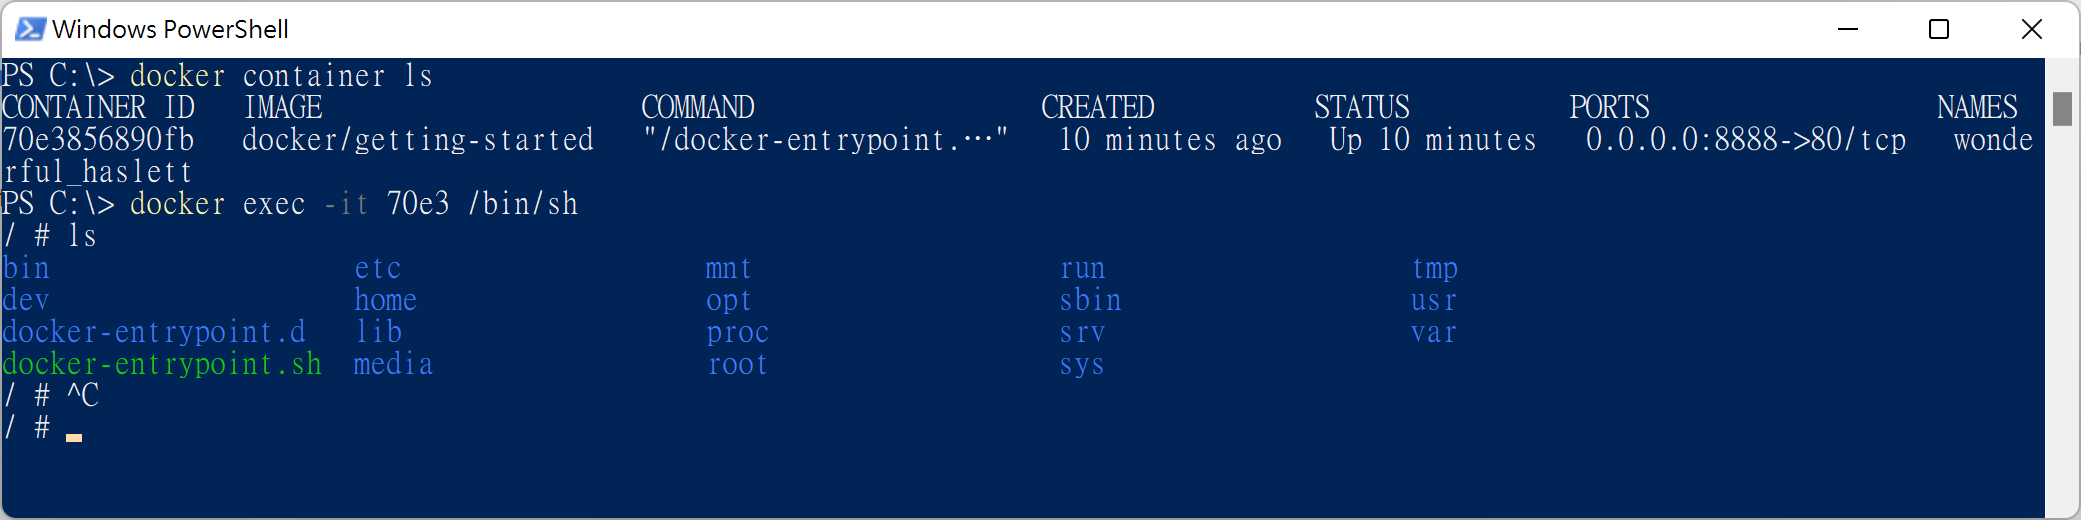 Windows PowerShell
PS C:\> docker container ls
CONTAINER ID   IMAGE                    COMMAND                  CREATED          STATUS          PORTS                  NAMES
70e3856890fb   docker/getting-started   "/docker-entrypoint.…"   10 minutes ago   Up 10 minutes   0.0.0.0:8888->80/tcp   wonde
rful_haslett
PS C:\> docker exec -it 70e3 /bin/sh
/ # ls
bin                   etc                   mnt                   run                   tmp
dev                   home                  opt                   sbin                  usr
docker-entrypoint.d   lib                   proc                  srv                   var
docker-entrypoint.sh  media                 root                  sys
/ # ^C
/ #